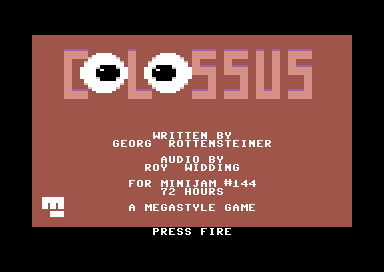 COLOSSUS
WRITTEN BY
GEORG ROTTENSTEINER
AUDIO BY
ROY WIDDING
FOR MINIJAM #144
72 HOURS
A MEGASTYLE GAME
PRESS FIRE